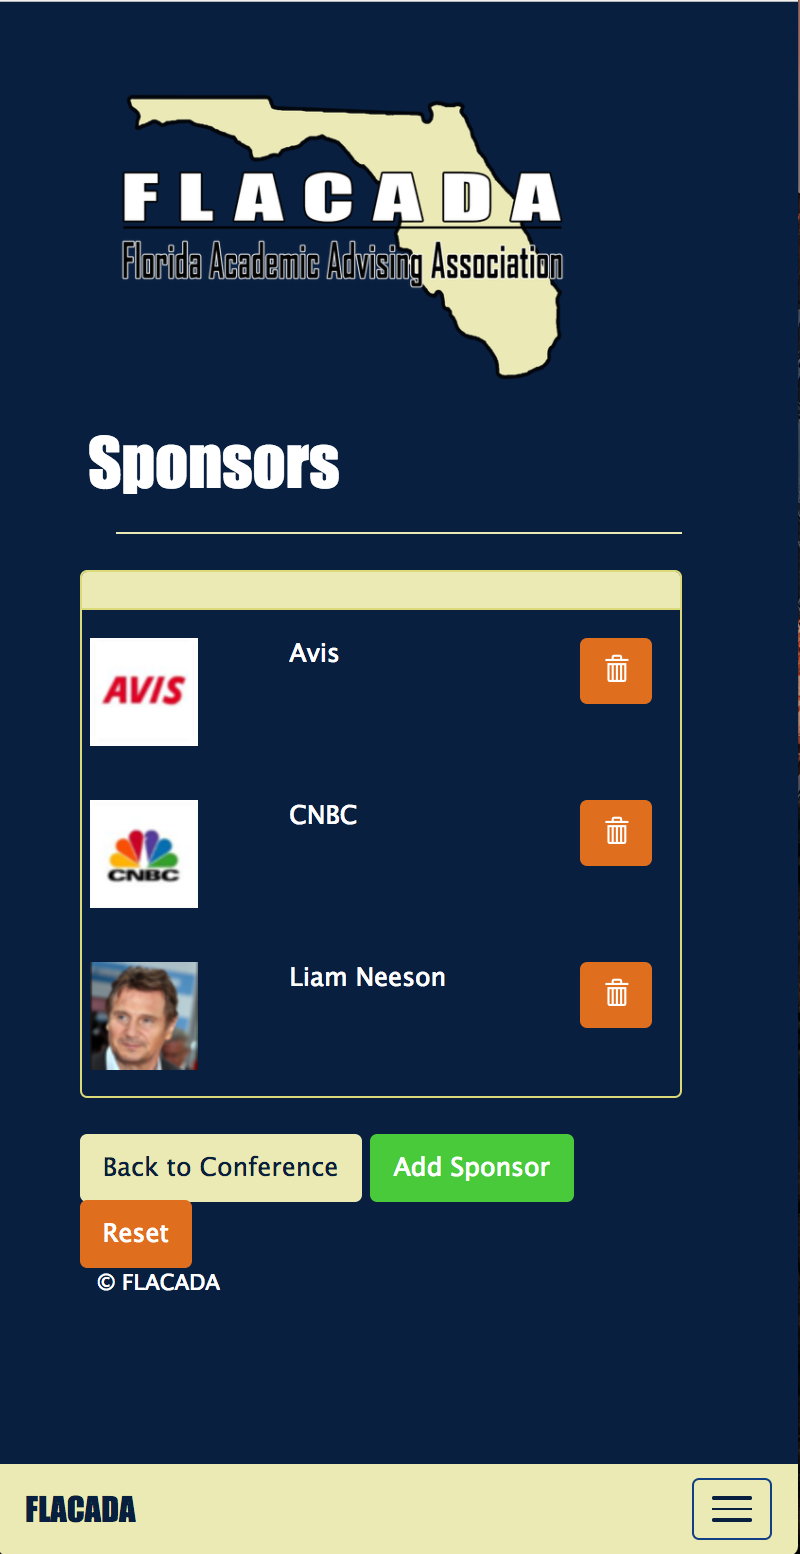 FLACADA
Florida Academic Advising Association
Sponsors
AVIS
Avis
CNBC
CNBC
Liam Neeson
Back to Conference
Add Sponsor
Reset
© FLACADA
FLACADA